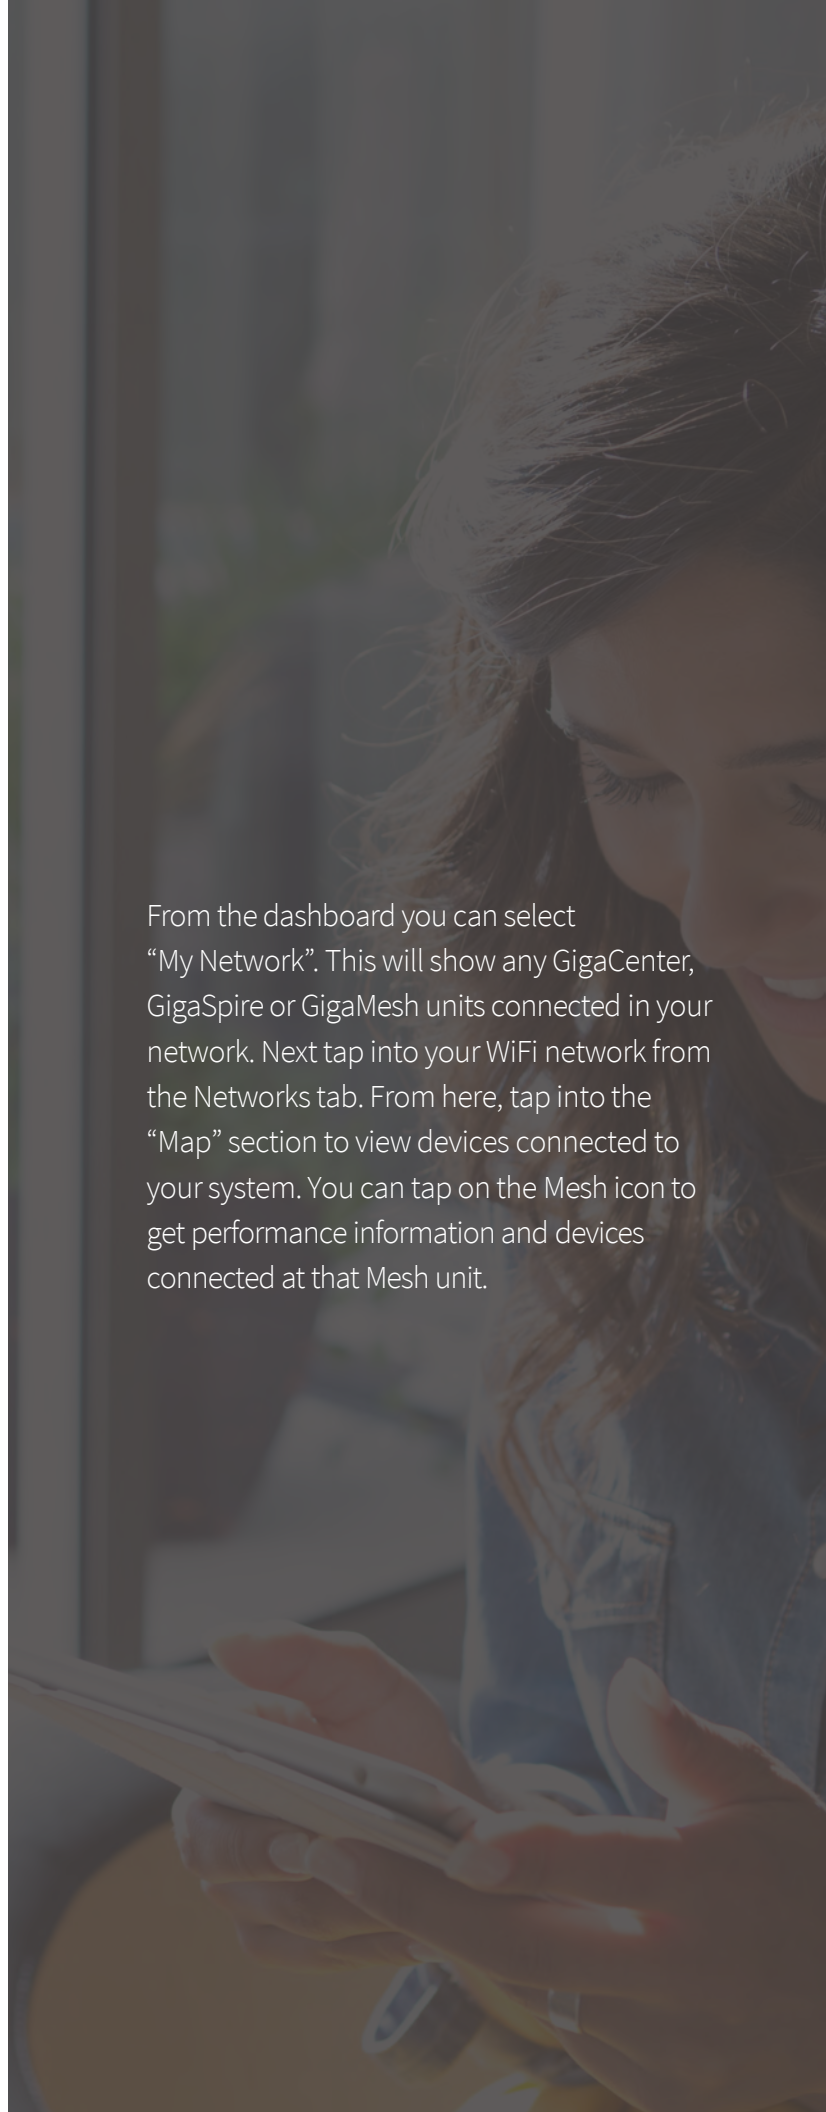 From the dashboard you can select
“My Network”. This will show any GigaCenter,
GigaSpire or GigaMesh units connected in your
network. Next tap into your WiFi network from
the Networks tab. From here, tap into the
“Map” section to view devices connected to
your system. You can tap on the Mesh icon to
get performance information and devices
connected at that Mesh unit.